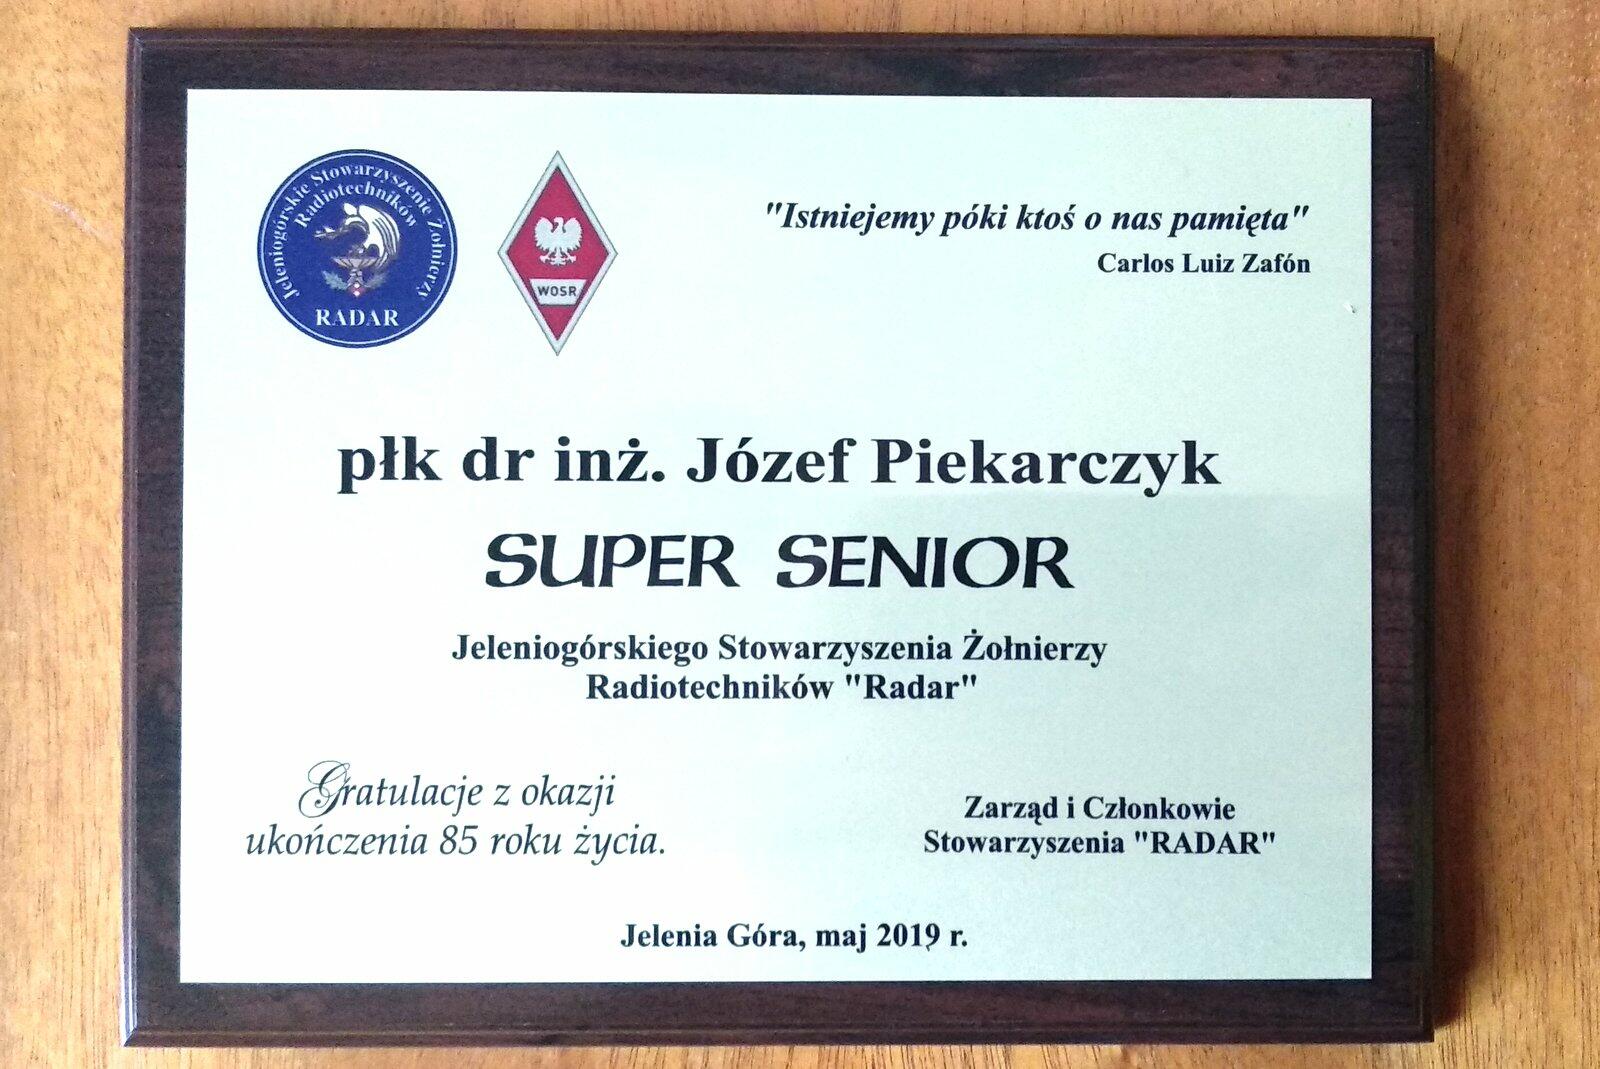 Jeleniogórskie Stowarzyszenie Żołnierzy
Radiotechników
RADAR
WOSR
"Istniejemy póki ktoś o nas pamięta"
Carlos Luiz Zafón
płk dr inż. Józef Piekarczyk
SUPER SENIOR
Jeleniogórskiego Stowarzyszenia Żołnierzy
Radiotechników "Radar"
Gratulacje z okazji
ukończenia 85 roku życia.
Zarząd i Członkowie
Stowarzyszenia "RADAR"
Jelenia Góra, maj 2019 r.